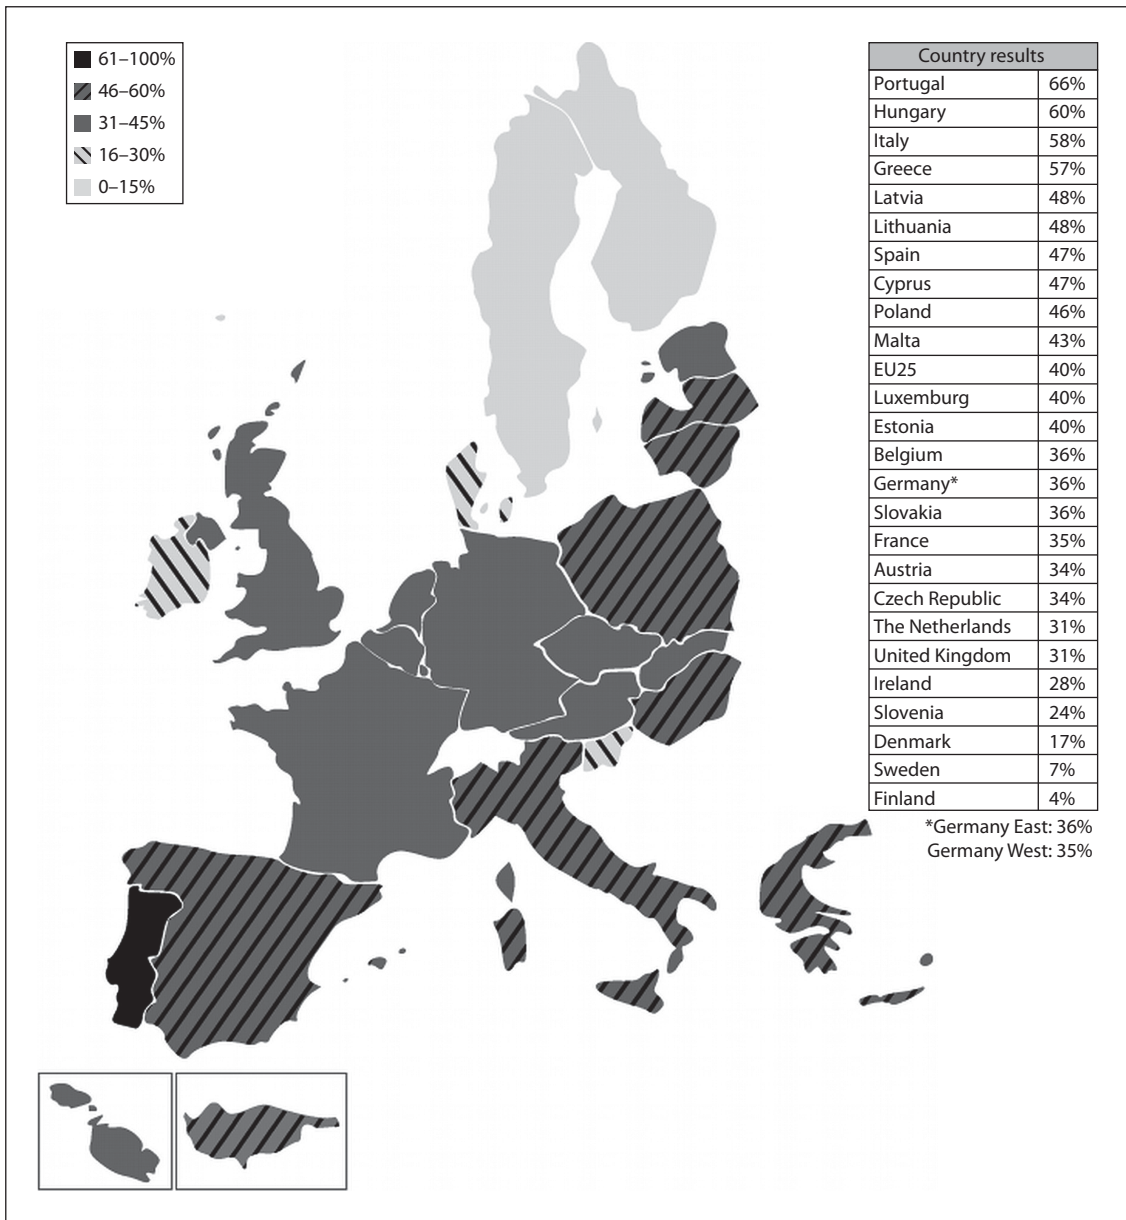 61–100%
46–60%
31–45%
16–30%
0–15%
Country results
Portugal 66%
Hungary 60%
Italy 58%
Greece 57%
Latvia 48%
Lithuania 48%
Spain 47%
Cyprus 47%
Poland 46%
Malta 43%
EU25 40%
Luxemburg 40%
Estonia 40%
Belgium 36%
Germany* 36%
Slovakia 36%
France 35%
Austria 34%
Czech Republic 34%
The Netherlands 31%
United Kingdom 31%
Ireland 28%
Slovenia 24%
Denmark 17%
Sweden 7%
Finland 4%
*Germany East: 36%
Germany West: 35%